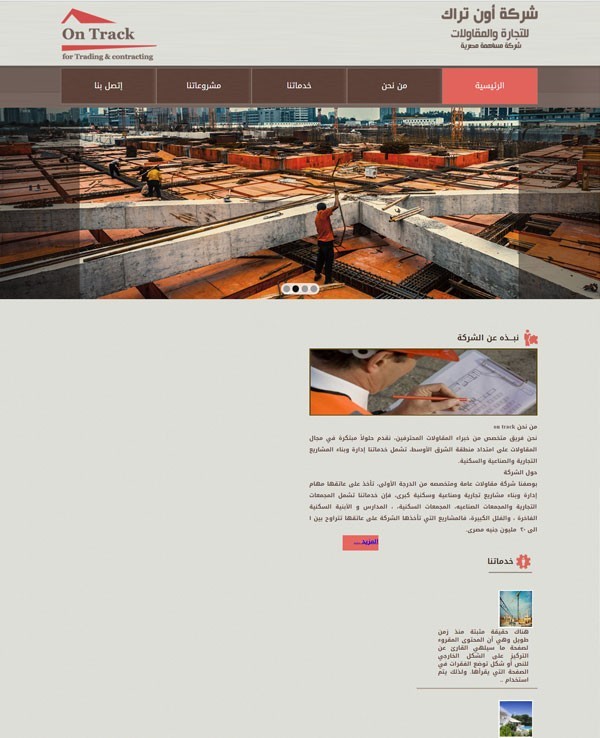 On Track
for Trading & contracting
شركة أون تراك
للتجارة والمقاولات
شركة مساهمة مصرية
الرئيسية
من نحن
خدماتنا
مشروعاتنا
إتصل بنا
نبـــذه عن الشركة
من نحن on track
نحن فريق متخصص من خبراء المقاولات المحترفين، نقدم حلولاً مبتكرة في مجال
المقاولات على امتداد منطقة الشرق الأوسط، تشمل خدماتنا إدارة وبناء المشاريع
التجارية والصناعية والسكنية.
حول الشركة
بوصفنا شركة مقاولات عامة ومتخصصه من الدرجة الأولى، تأخذ على عاتقها مهام
إدارة وبناء مشاريع تجارية وصناعية وسكنية كبرى، فإن خدماتنا تشمل المجمعات
التجارية والمجمعات الصناعيه، المجمعات السكنية، ، المدارس و الأبنية السكنية
الفاخرة ، والفلل الكبيرة، فالمشاريع التي تأخذها الشركة على عاتقها تتراوح بين ١
الى ٢٠ مليون جنيه مصرى.
المزيد.....
خدماتنا
هناك حقيقة مثبتة منذ زمن
طويل وهي أن المحتوى المقروء
لصفحة ما سيلهي القارئ عن
التركيز على الشكل الخارجي
للنص أو شكل توضع الفقرات في
الصفحة التي يقرأها. ولذلك يتم
استخدام ..